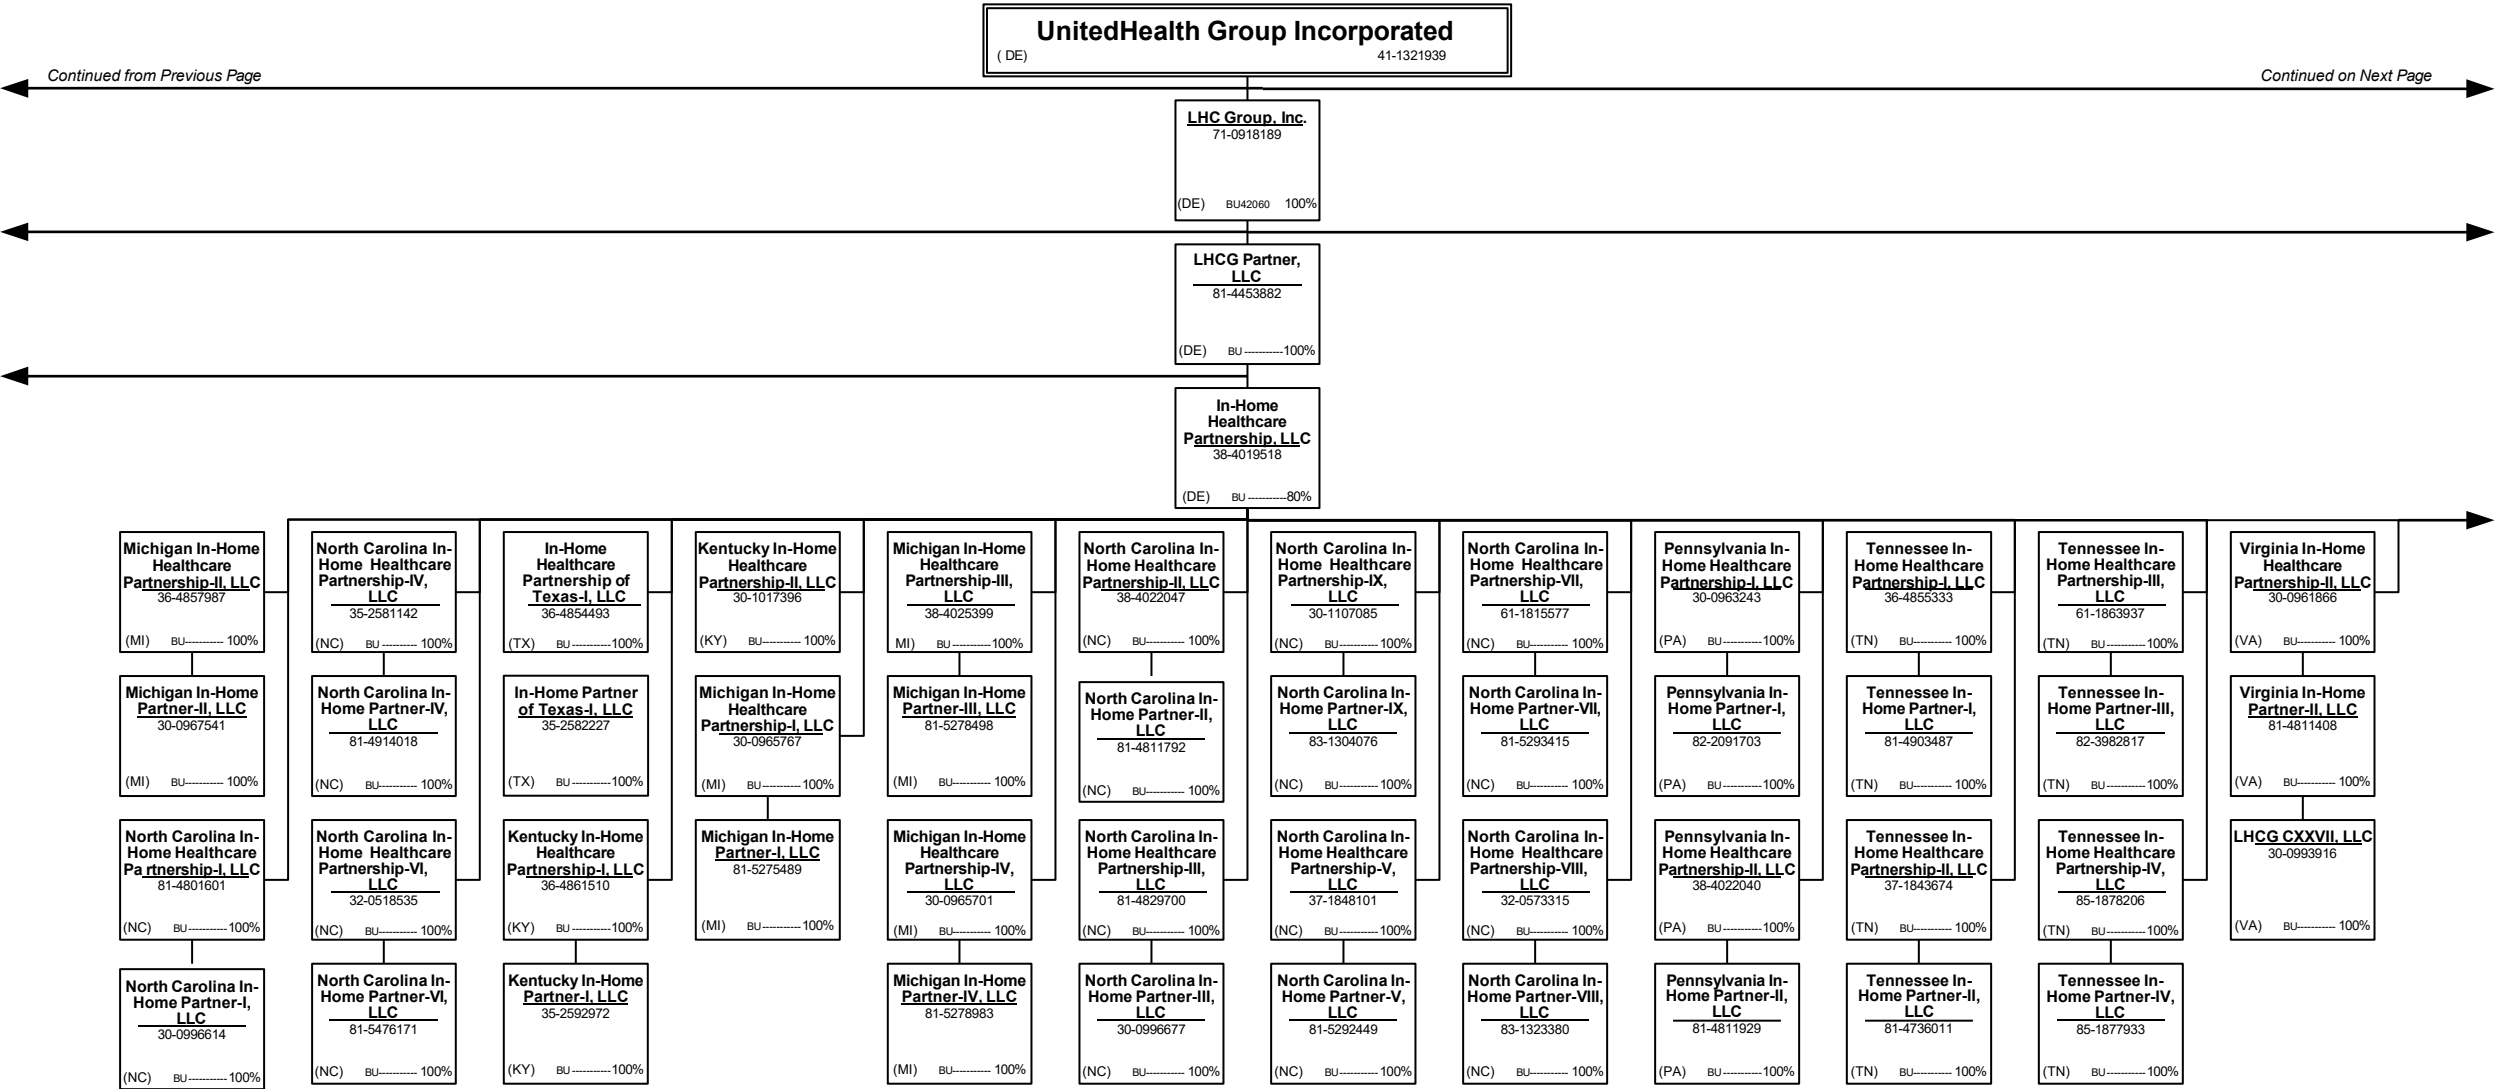 UnitedHealth Group Incorporated
( DE) 41-1321939
Continued from Previous Page
Continued on Next Page
LHC Group, Inc.
71-0918189
(DE) BU42060 100%
LHCG Partner,
LLC
81-4453882
(DE) BU -----------100%
In-Home
Healthcare
Partnership, LLC
38-4019518
(DE) BU -----------80%
Michigan In-Home
Healthcare
Partnership-II, LLC
36-4857987
(MI) BU----------- 100%
Michigan In-Home
Partner-II, LLC
30-0967541
(MI) BU----------- 100%
North Carolina In-
Home Healthcare
Pa rtnership-I, LLC
81-4801601
(NC) BU-----------100%
North Carolina In-
Home Partner-I,
LLC
30-0996614
(NC) BU-----------100%
North Carolina In-
Home Healthcare
Partnership-IV,
LLC
35-2581142
(NC) BU ---------- 100%
North Carolina In-
Home Partner-IV,
LLC
81-4914018
(NC) BU----------- 100%
North Carolina In-
Home Healthcare
Partnership-VI,
LLC
32-0518535
(NC) BU----------- 100%
North Carolina In-
Home Partner-VI,
LLC
81-5476171
(NC) BU----------- 100%
In-Home
Healthcare
Partnership of
Texas-I, LLC
36-4854493
(TX) BU -----------100%
In-Home Partner
of Texas-I, LLC
35-2582227
(TX) BU -----------100%
Kentucky In-Home
Healthcare
Partnership-I, LLC
36-4861510
(KY) BU -----------100%
Kentucky In-Home
Partner-I, LLC
35-2592972
(KY) BU -----------100%
Kentucky In-Home
Healthcare
Partnership-II, LLC
30-1017396
(KY) BU----------- 100%
Michigan In-Home
Healthcare
Partnership-I, LLC
30-0965767
(MI) BU-----------100%
Michigan In-Home
Partner-I, LLC
81-5275489
(MI) BU-----------100%
Michigan In-Home
Healthcare
Partnership-III,
LLC
38-4025399
MI) BU -----------100%
Michigan In-Home
Partner-III, LLC
81-5278498
(MI) BU----------- 100%
Michigan In-Home
Healthcare
Partnership-IV,
LLC
30-0965701
(MI) BU----------- 100%
Michigan In-Home
Partner-IV, LLC
81-5278983
(MI) BU----------- 100%
North Carolina In-
Home Healthcare
Partnership-II, LLC
38-4022047
(NC) BU----------- 100%
North Carolina In-
Home Partner-II,
LLC
81-4811792
(NC) BU----------- 100%
North Carolina In-
Home Healthcare
Partnership-III,
LLC
81-4829700
(NC) BU----------- 100%
North Carolina In-
Home Partner-III,
LLC
30-0996677
(NC) BU----------- 100%
North Carolina In-
Home Healthcare
Partnership-IX,
LLC
30-1107085
(NC) BU----------- 100%
North Carolina In-
Home Partner-IX,
LLC
83-1304076
(NC) BU----------- 100%
North Carolina In-
Home Healthcare
Partnership-V,
LLC
37-1848101
(NC) BU----------- 100%
North Carolina In-
Home Partner-V,
LLC
81-5292449
(NC) BU----------- 100%
North Carolina In-
Home Healthcare
Partnership-VII,
LLC
61-1815577
(NC) BU----------- 100%
North Carolina In-
Home Partner-VII,
LLC
81-5293415
(NC) BU----------- 100%
North Carolina In-
Home Healthcare
Partnership-VIII,
LLC
32-0573315
(NC) BU----------- 100%
North Carolina In-
Home Partner-VIII,
LLC
83-1323380
(NC) BU----------- 100%
Pennsylvania In-
Home Healthcare
Partnership-I, LLC
30-0963243
(PA) BU -----------100%
Pennsylvania In-
Home Partner-I,
LLC
82-2091703
(PA) BU -----------100%
Pennsylvania In-
Home Healthcare
Partnership-II, LLC
38-4022040
(PA) BU -----------100%
Pennsylvania In-
Home Partner-II,
LLC
81-4811929
(PA) BU -----------100%
Tennessee In-
Home Healthcare
Partnership-I, LLC
36-4855333
(TN) BU----------- 100%
Tennessee In-
Home Partner-I,
LLC
81-4903487
(TN) BU----------- 100%
Tennessee In-
Home Healthcare
Partnership-II, LLC
37-1843674
(TN) BU----------- 100%
Tennessee In-
Home Partner-II,
LLC
81-4736011
(TN) BU----------- 100%
Tennessee In-
Home Healthcare
Partnership-III,
LLC
61-1863937
(TN) BU----------- 100%
Tennessee In-
Home Partner-III,
LLC
82-3982817
(TN) BU----------- 100%
Tennessee In-
Home Healthcare
Partnership-IV,
LLC
85-1878206
(TN) BU----------- 100%
Tennessee In-
Home Partner-IV,
LLC
85-1877933
(TN) BU----------- 100%
Virginia In-Home
Healthcare
Partnership-II, LLC
30-0961866
(VA) BU----------- 100%
Virginia In-Home
Partner-II, LLC
81-4811408
(VA) BU----------- 100%
LHCG CXXVII, LLC
30-0993916
(VA) BU----------- 100%